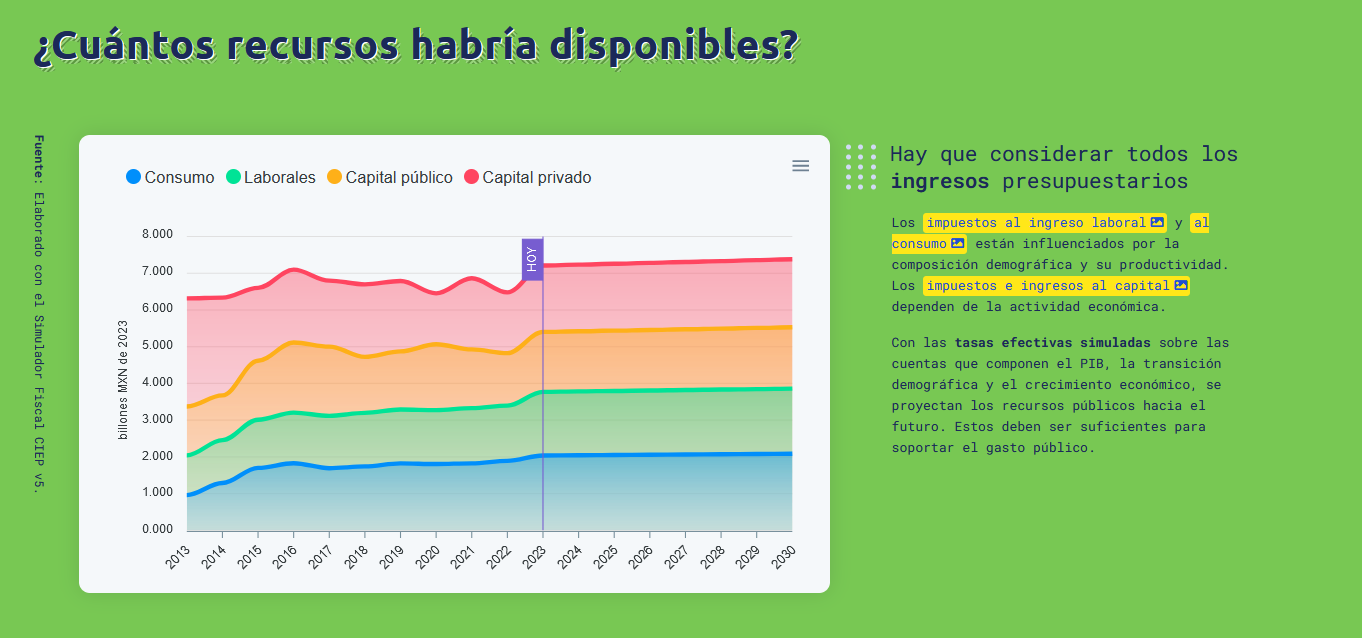 ¿Cuántos recursos habría disponibles?
Fuente: Elaborado con el Simulador Fiscal CIEP v5.
Consumo Laborales Capital público Capital privado
8.000
7.000
6.000
5.000
4.000
3.000
2.000
1.000
0.000
billones MXN de 2023
HOY
2013 2014 2015 2016 2017 2018 2019 2020 2021 2022 2023 2024 2025 2026 2027 2028 2029 2030
Hay que considerar todos los
ingresos presupuestarios
Los impuestos al ingreso laboral y al
consumo están influenciados por la
composición demográfica y su productividad.
Los impuestos e ingresos al capital
dependen de la actividad económica.
Con las tasas efectivas simuladas sobre las
cuentas que componen el PIB, la transición
demográfica y el crecimiento económico, se
proyectan los recursos públicos hacia el
futuro. Estos deben ser suficientes para
soportar el gasto público.